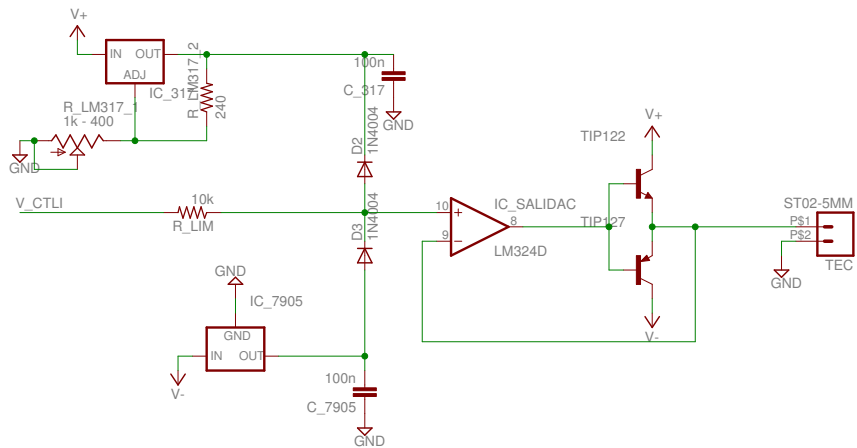 V+
IN OUT
ADJ
IC_317
R_LM317_2
240
R_LM317_1
1k - 400
GND
100n
C_317
GND
D2
1N4004
V_CTLI
10k
R_LIM
D3
1N4004
10
9
8
IC_SALIDAC
LM324D
V+
TIP122
TIP127
V-
ST02-5MM
P$1
P$2
TEC
GND
GND
IC_7905
GND
IN OUT
V-
100n
C_7905
GND